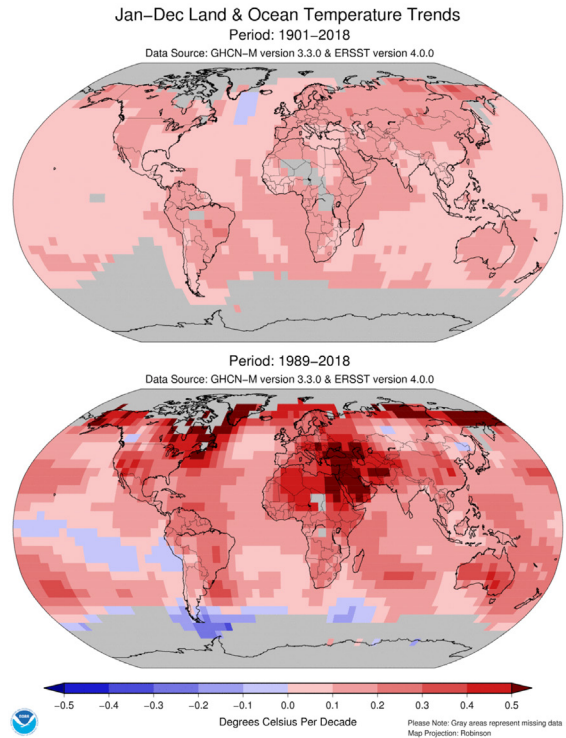 Jan–Dec Land & Ocean Temperature Trends
Period: 1901–2018
Data Source: GHCN–M version 3.3.0 & ERSST version 4.0.0
Period: 1989–2018
Data Source: GHCN–M version 3.3.0 & ERSST version 4.0.0
−0.5 −0.4 −0.3 −0.2 −0.1 0.0 0.1 0.2 0.3 0.4 0.5
Degrees Celsius Per Decade
Please Note: Gray areas represent missing data
Map Projection: Robinson